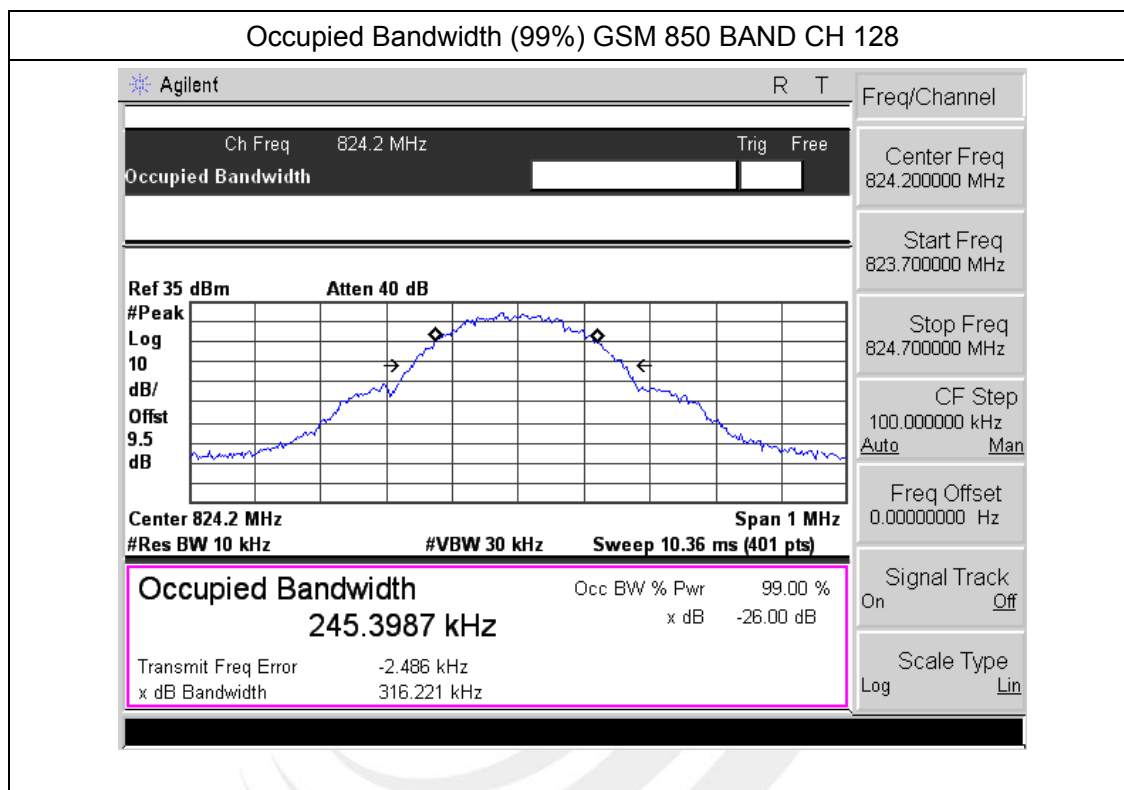 Occupied Bandwidth (99%) GSM 850 BAND CH 128
Agilent R T
Ch Freq 824.2 MHz Trig Free
Occupied Bandwidth
Ref 35 dBm Atten 40 dB
#Peak
Log
10
dB/
Offst
9.5
dB
Center 824.2 MHz Span 1 MHz
#Res BW 10 kHz #VBW 30 kHz Sweep 10.36 ms (401 pts)
Occupied Bandwidth
245.3987 kHz
Occ BW % Pwr 99.00 %
x dB -26.00 dB
Transmit Freq Error -2.486 kHz
x dB Bandwidth 316.221 kHz
Freq/Channel
Center Freq
824.200000 MHz
Start Freq
823.700000 MHz
Stop Freq
824.700000 MHz
CF Step
100.000000 kHz
Auto Man
Freq Offset
0.00000000 Hz
Signal Track
On Off
Scale Type
Log Lin